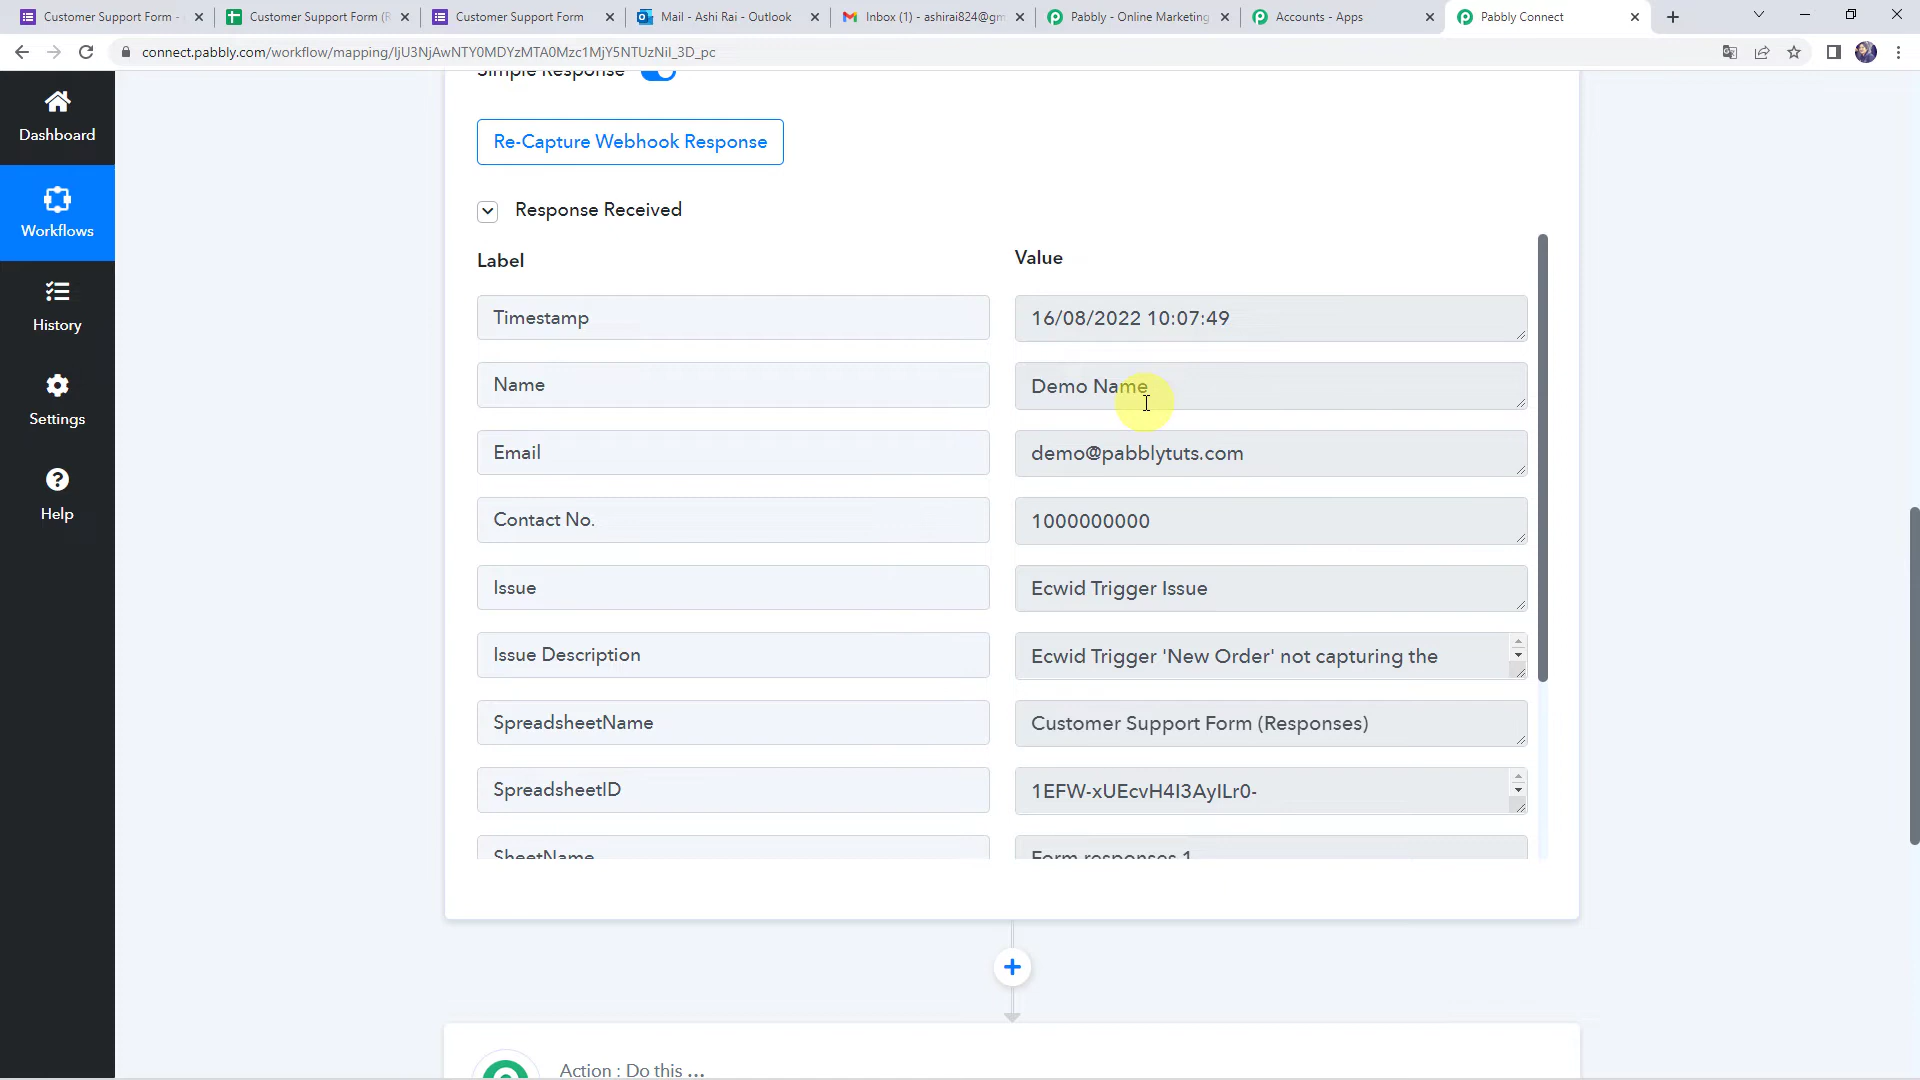 Customer Support Form -
Customer Support Form (R
Customer Support Form
Mail - Ashi Rai - Outlook
Inbox (1) - ashirai824@gm
Pabbly - Online Marketing
Accounts - Apps
Pabbly Connect
connect.pabbly.com/workflow/mapping/IjU3NjAwNTY0MDYzMTA0Mzc1MjY5NTUzNiI_3D_pc
Dashboard
Workflows
History
Settings
Help
Simple Response
Re-Capture Webhook Response
Response Received
Label Value
Timestamp 16/08/2022 10:07:49
Name Demo Name
Email demo@pabblytuts.com
Contact No. 1000000000
Issue Ecwid Trigger Issue
Issue Description Ecwid Trigger 'New Order' not capturing the
SpreadsheetName Customer Support Form (Responses)
SpreadsheetID 1EFW-xUEcvH4I3AyILr0-
SheetName Form responses 1
Action : Do this ...